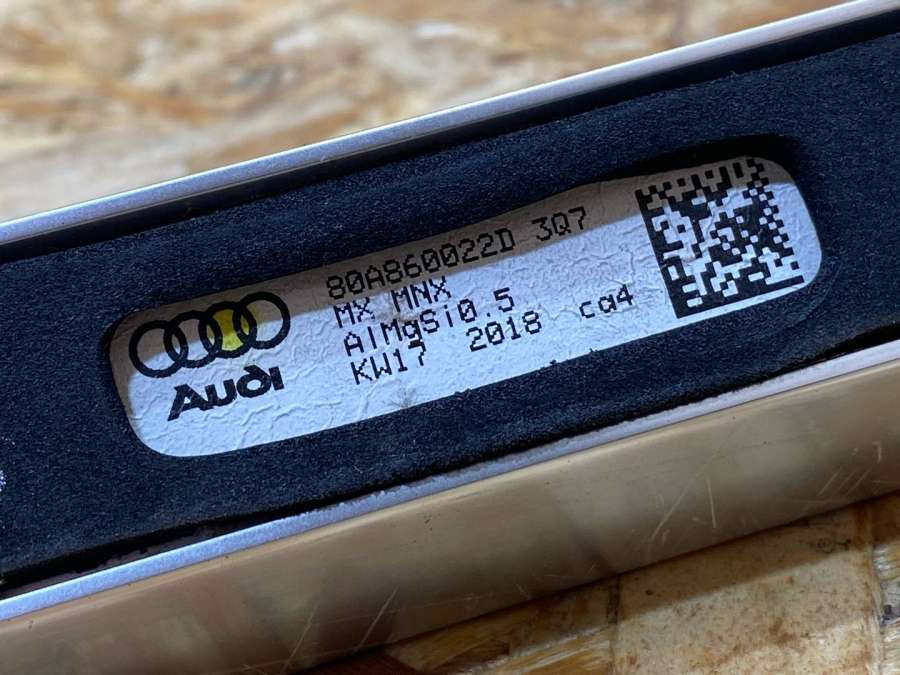 80A860022D 3Q7
MX MNX
AlMgSi0.5
KW17 2018 ca4
Audi